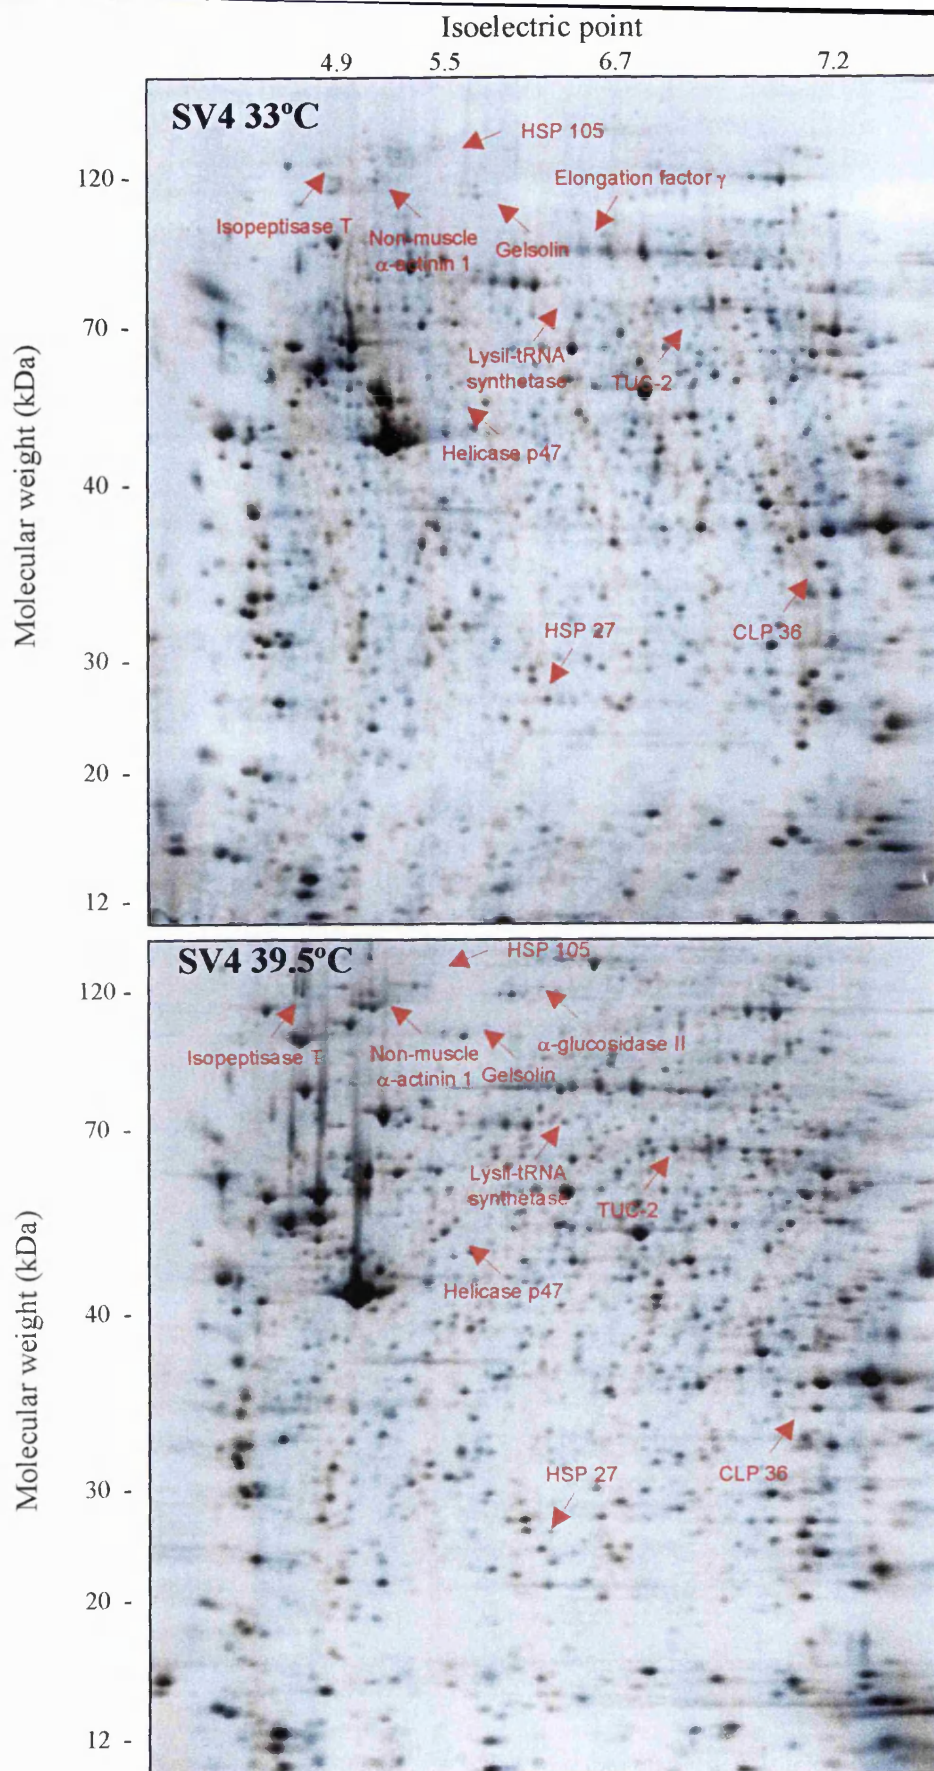 Isoelectric point
4.9 5.5 6.7 7.2
SV4 33ºC
HSP 105
120 -
Elongation factor γ
Isopeptisase T
Non-muscle
α-actinin 1
Gelsolin
70 -
Lysil-tRNA
synthetase
TUC-2
Helicase p47
40 -
Molecular weight (kDa)
HSP 27
CLP 36
30 -
20 -
12 -
SV4 39.5ºC
HSP 105
120 -
α-glucosidase II
Isopeptisase T
Non-muscle
α-actinin 1
Gelsolin
70 -
Lysil-tRNA
synthetase
TUC-2
Helicase p47
40 -
Molecular weight (kDa)
HSP 27
CLP 36
30 -
20 -
12 -